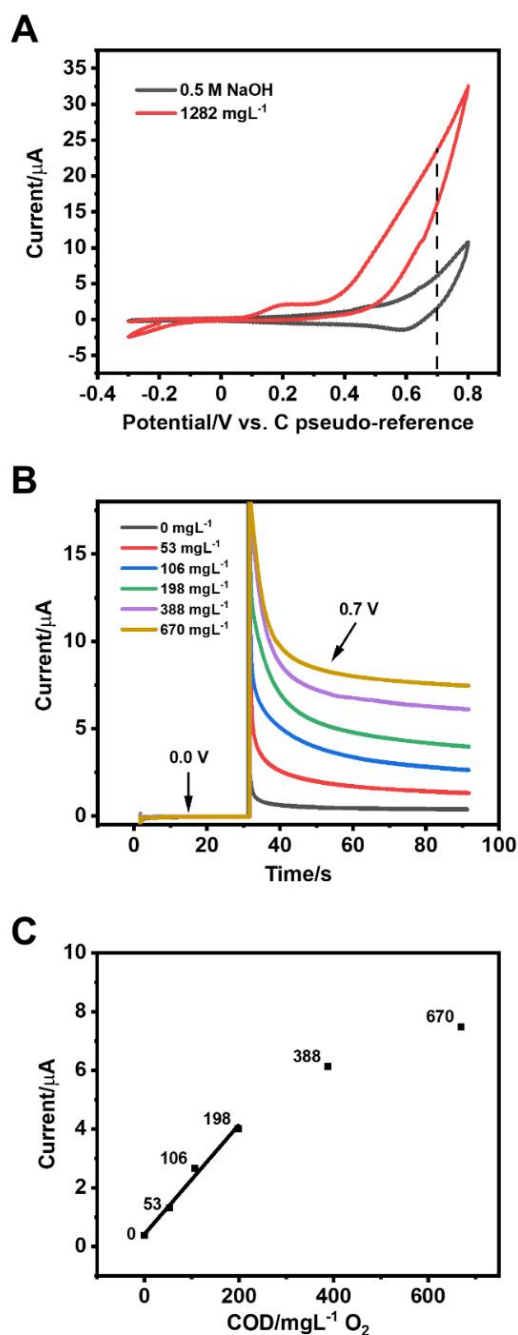 A
35
30
25
20
15
10
5
0
-5
Current/μA
0.5 M NaOH
1282 mgL⁻¹
-0.4 -0.2 0 0.2 0.4 0.6 0.8
Potential/V vs. C pseudo-reference
B
15
10
5
0
Current/μA
0 mgL⁻¹
53 mgL⁻¹
106 mgL⁻¹
198 mgL⁻¹
388 mgL⁻¹
670 mgL⁻¹
0.7 V
0.0 V
0 20 40 60 80 100
Time/s
C
10
8
6
4
2
0
Current/μA
670
388
198
106
53
0
0 200 400 600
COD/mgL⁻¹ O₂